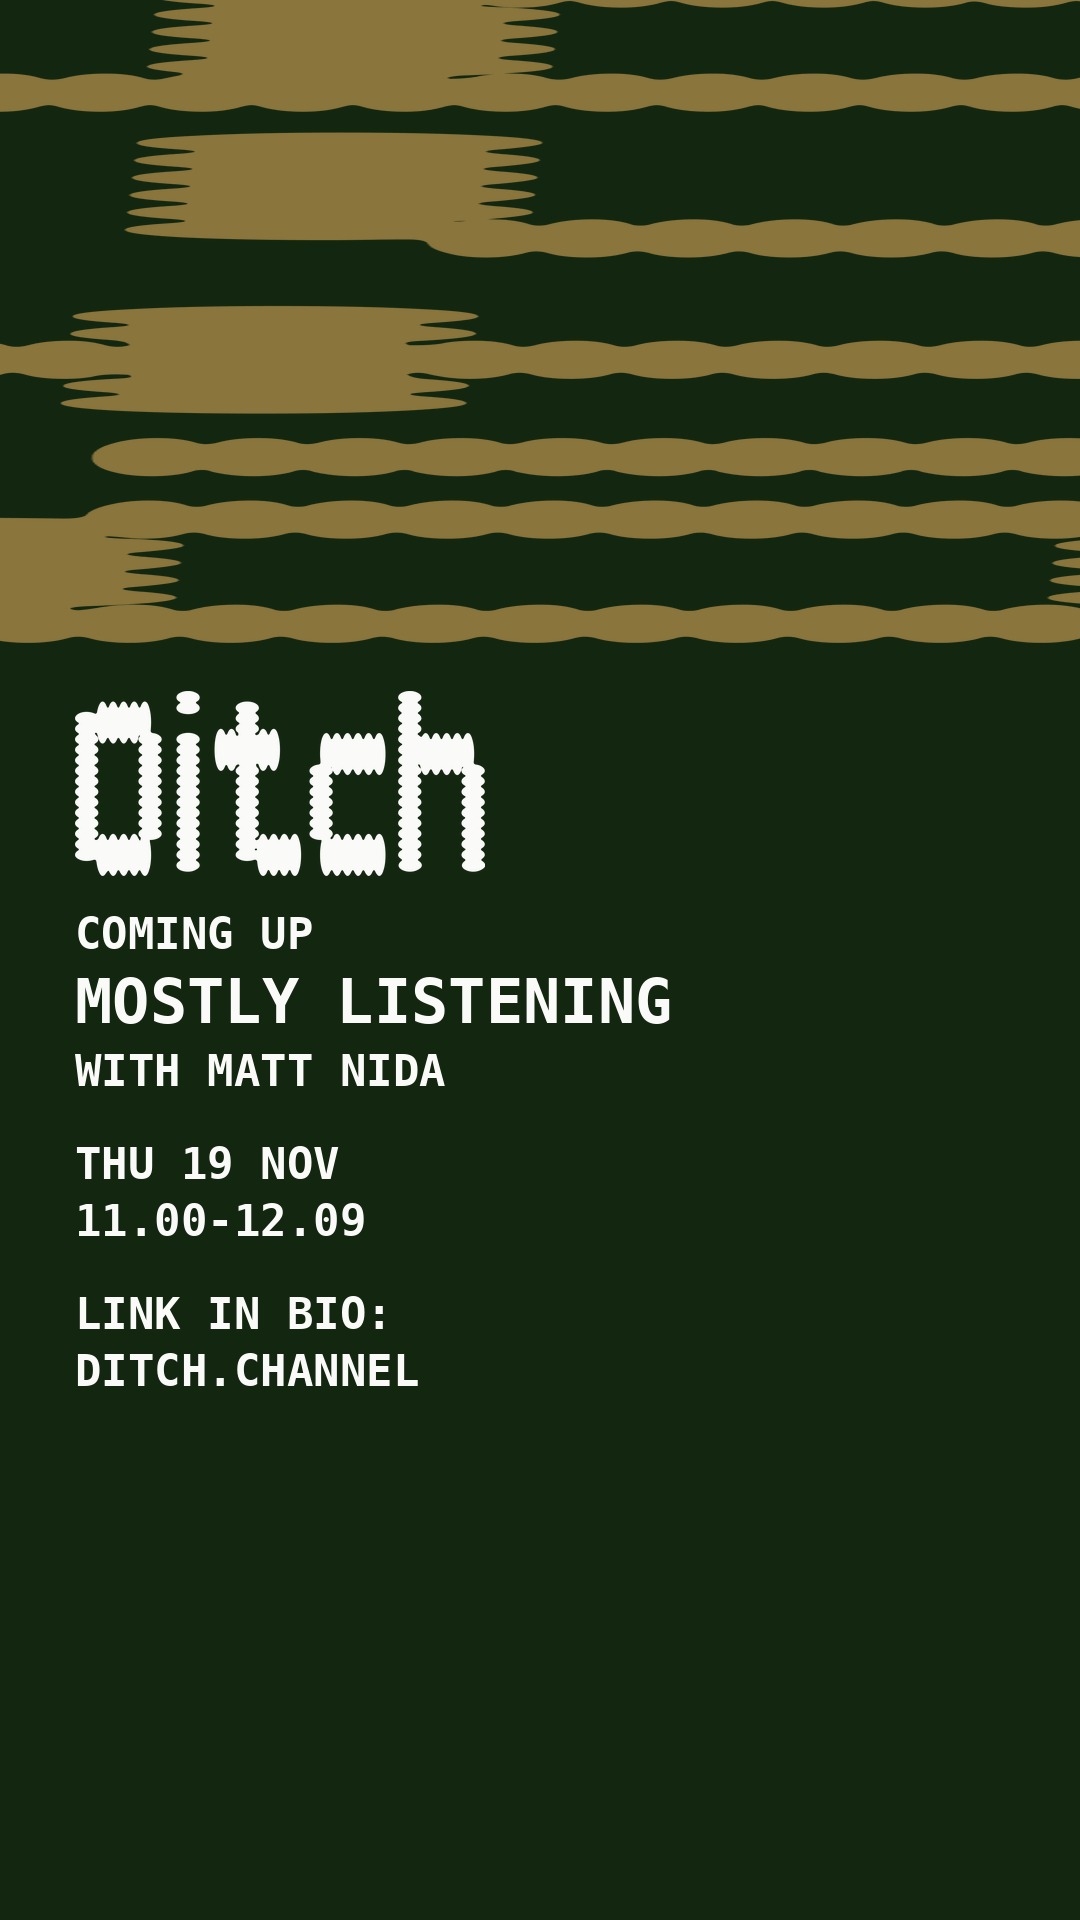 Ditch
COMING UP
MOSTLY LISTENING
WITH MATT NIDA
THU 19 NOV
11.00-12.09
LINK IN BIO:
DITCH.CHANNEL